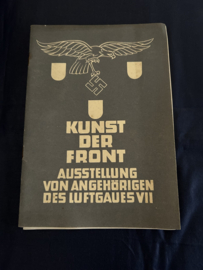 KUNST
DER
FRONT
AUSSTELLUNG
VON ANGEHÖRIGEN
DES LUFTGAUES VII